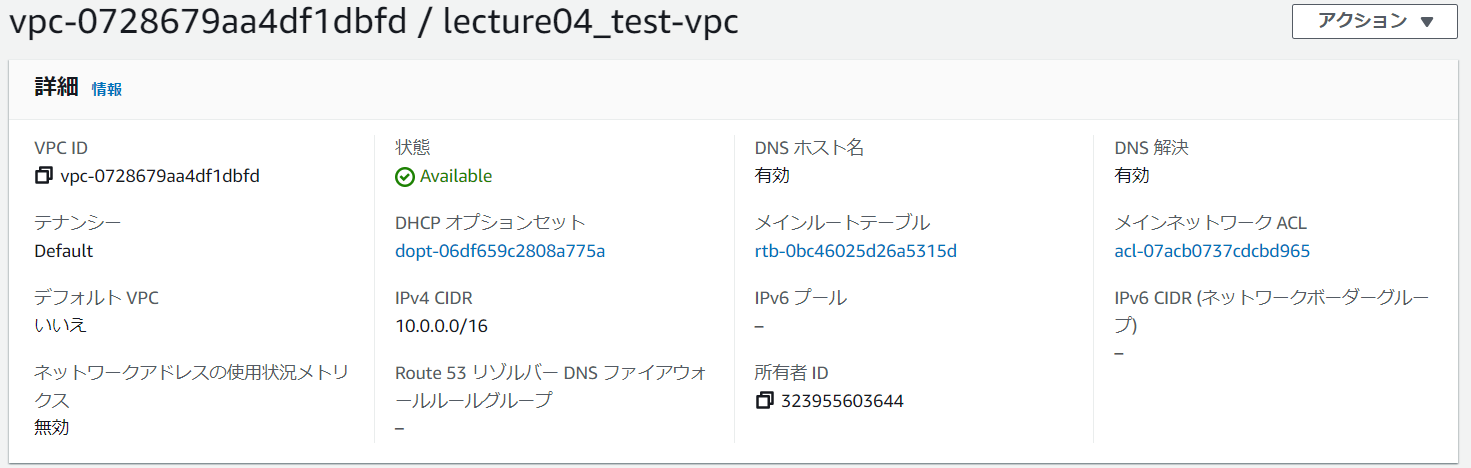 vpc-0728679aa4df1dbfd / lecture04_test-vpc
アクション ▼
詳細 情報
VPC ID
vpc-0728679aa4df1dbfd
状態
Available
DNS ホスト名
有効
DNS 解決
有効
テナンシー
Default
DHCP オプションセット
dopt-06df659c2808a775a
メインルートテーブル
rtb-0bc46025d26a5315d
メインネットワーク ACL
acl-07acb0737cdcbd965
デフォルト VPC
いいえ
IPv4 CIDR
10.0.0.0/16
IPv6 プール
–
IPv6 CIDR (ネットワークボーダーグルー
プ)
–
ネットワークアドレスの使用状況メトリ
クス
無効
Route 53 リゾルバー DNS ファイアウォ
ールルールグループ
–
所有者 ID
323955603644